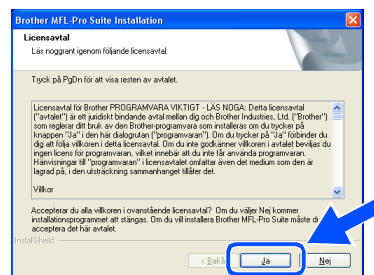 Brother MFL-Pro Suite Installation
Licensavtal
Läs noggrant igenom följande licensavtal.
Tryck på PgDn för att visa resten av avtalet.
Licensavtal för Brother PROGRAMVARA VIKTIGT - LÄS NOGA: Detta licensavtal
("avtalet") är ett juridiskt bindande avtal mellan dig och Brother Industries, Ltd. ("Brother")
som reglerar ditt bruk av den Brother-programvara som installeras om du trycker på
knappen "Ja" i den här dialogrutan ("programvaran"). Om du trycker på "Ja" förbinder du
dig att följa villkoren i detta licensavtal. Om du inte godkänner villkoren i avtalet beviljas du
ingen licens för programvaran, vilket innebär att du inte får använda programvaran.
Hänvisningar till "programvaran" i licensavtalet omfattar även det medium som den är
lagrad på, i den utsträckning sammanhanget tillåter det.
Villkor
Accepterar du alla villkoren i ovanstående licensavtal? Om du väljer Nej kommer
installationsprogrammet att stängas. Om du vill installera Brother MFL-Pro Suite måste du
acceptera det här avtalet.
InstallShield
< Bakå
Ja
Nej